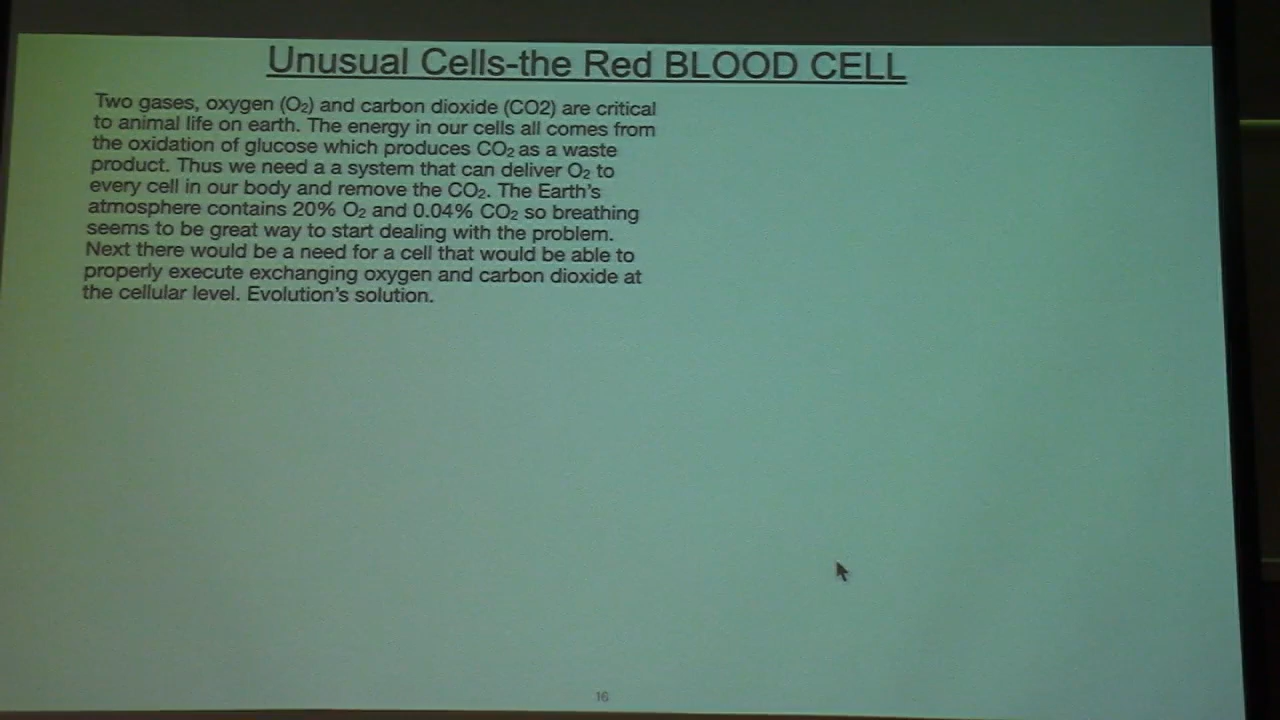 Unusual Cells-the Red BLOOD CELL
Two gases, oxygen (O₂) and carbon dioxide (CO2) are critical
to animal life on earth. The energy in our cells all comes from
the oxidation of glucose which produces CO₂ as a waste
product. Thus we need a a system that can deliver O₂ to
every cell in our body and remove the CO₂. The Earth's
atmosphere contains 20% O₂ and 0.04% CO₂ so breathing
seems to be great way to start dealing with the problem.
Next there would be a need for a cell that would be able to
properly execute exchanging oxygen and carbon dioxide at
the cellular level. Evolution's solution.
16